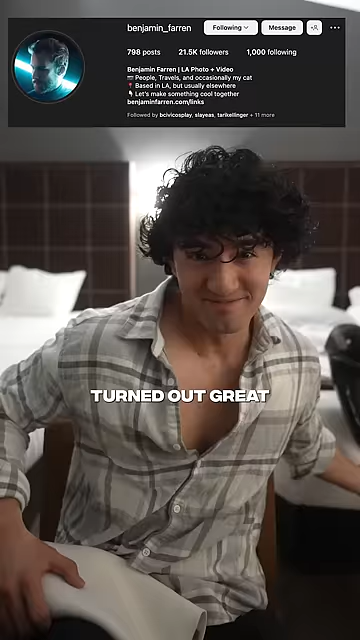 benjamin_farren
Following
Message
798 posts 21.5K followers 1,000 following
Benjamin Farren | LA Photo + Video
People, Travels, and occasionally my cat
📍 Based in LA, but usually elsewhere
👇 Let's make something cool together
benjaminfarren.com/links
Followed by bcivicosplay, slayeas, tarikellinger + 11 more
TURNED OUT GREAT